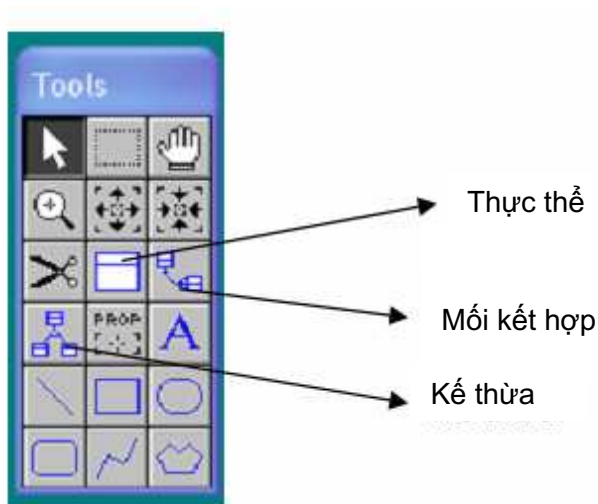 Tools
Thực thể
Mối kết hợp
PROP
A
Kế thừa